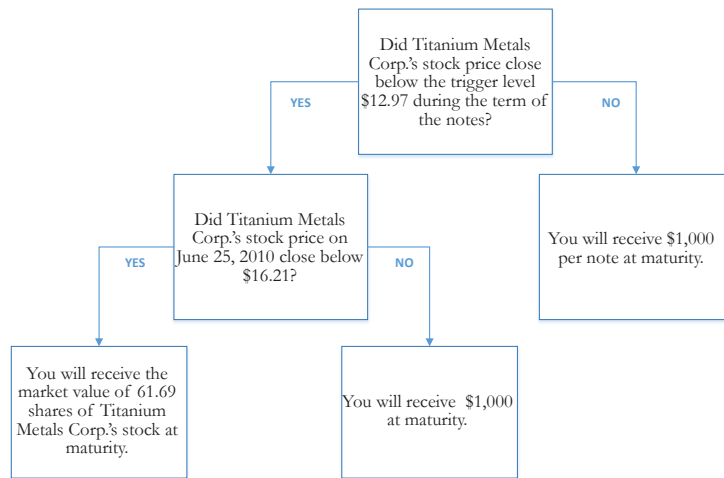 Did Titanium Metals
Corp.'s stock price close
below the trigger level
$12.97 during the term of
the notes?
YES
NO
Did Titanium Metals
Corp.'s stock price on
June 25, 2010 close below
$16.21?
You will receive $1,000
per note at maturity.
YES
NO
You will receive the
market value of 61.69
shares of Titanium
Metals Corp.'s stock at
maturity.
You will receive $1,000
at maturity.